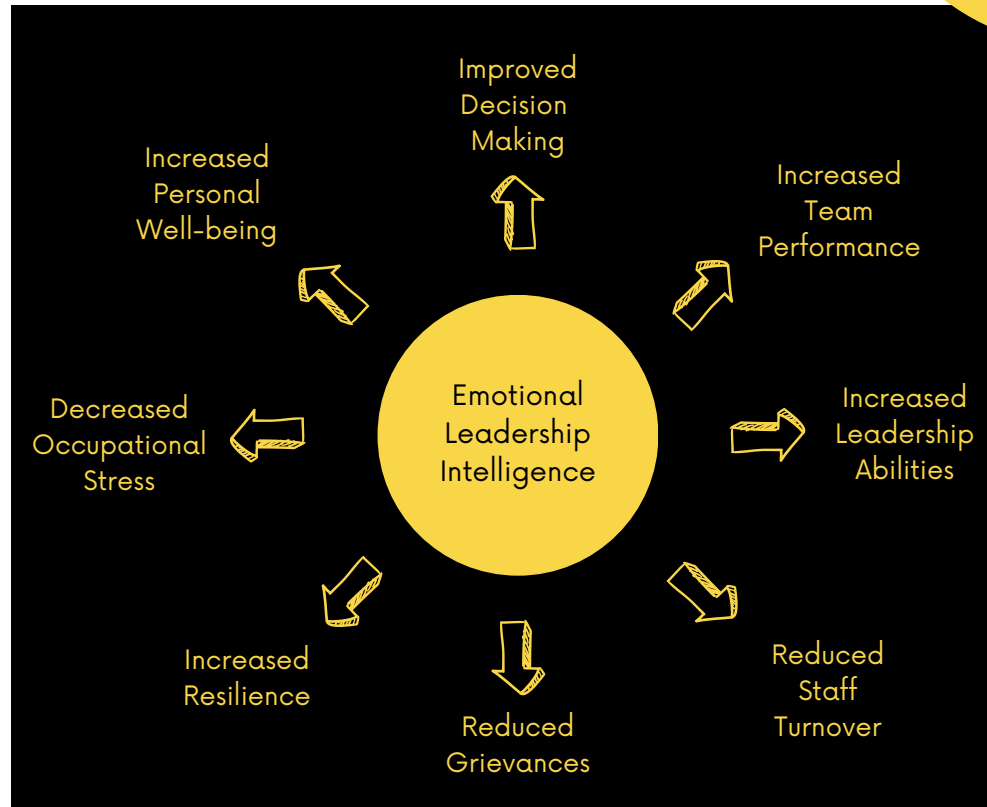 Improved
Decision
Making
Increased
Team
Performance
Increased
Leadership
Abilities
Reduced
Staff
Turnover
Reduced
Grievances
Increased
Resilience
Decreased
Occupational
Stress
Increased
Personal
Well-being
Emotional
Leadership
Intelligence